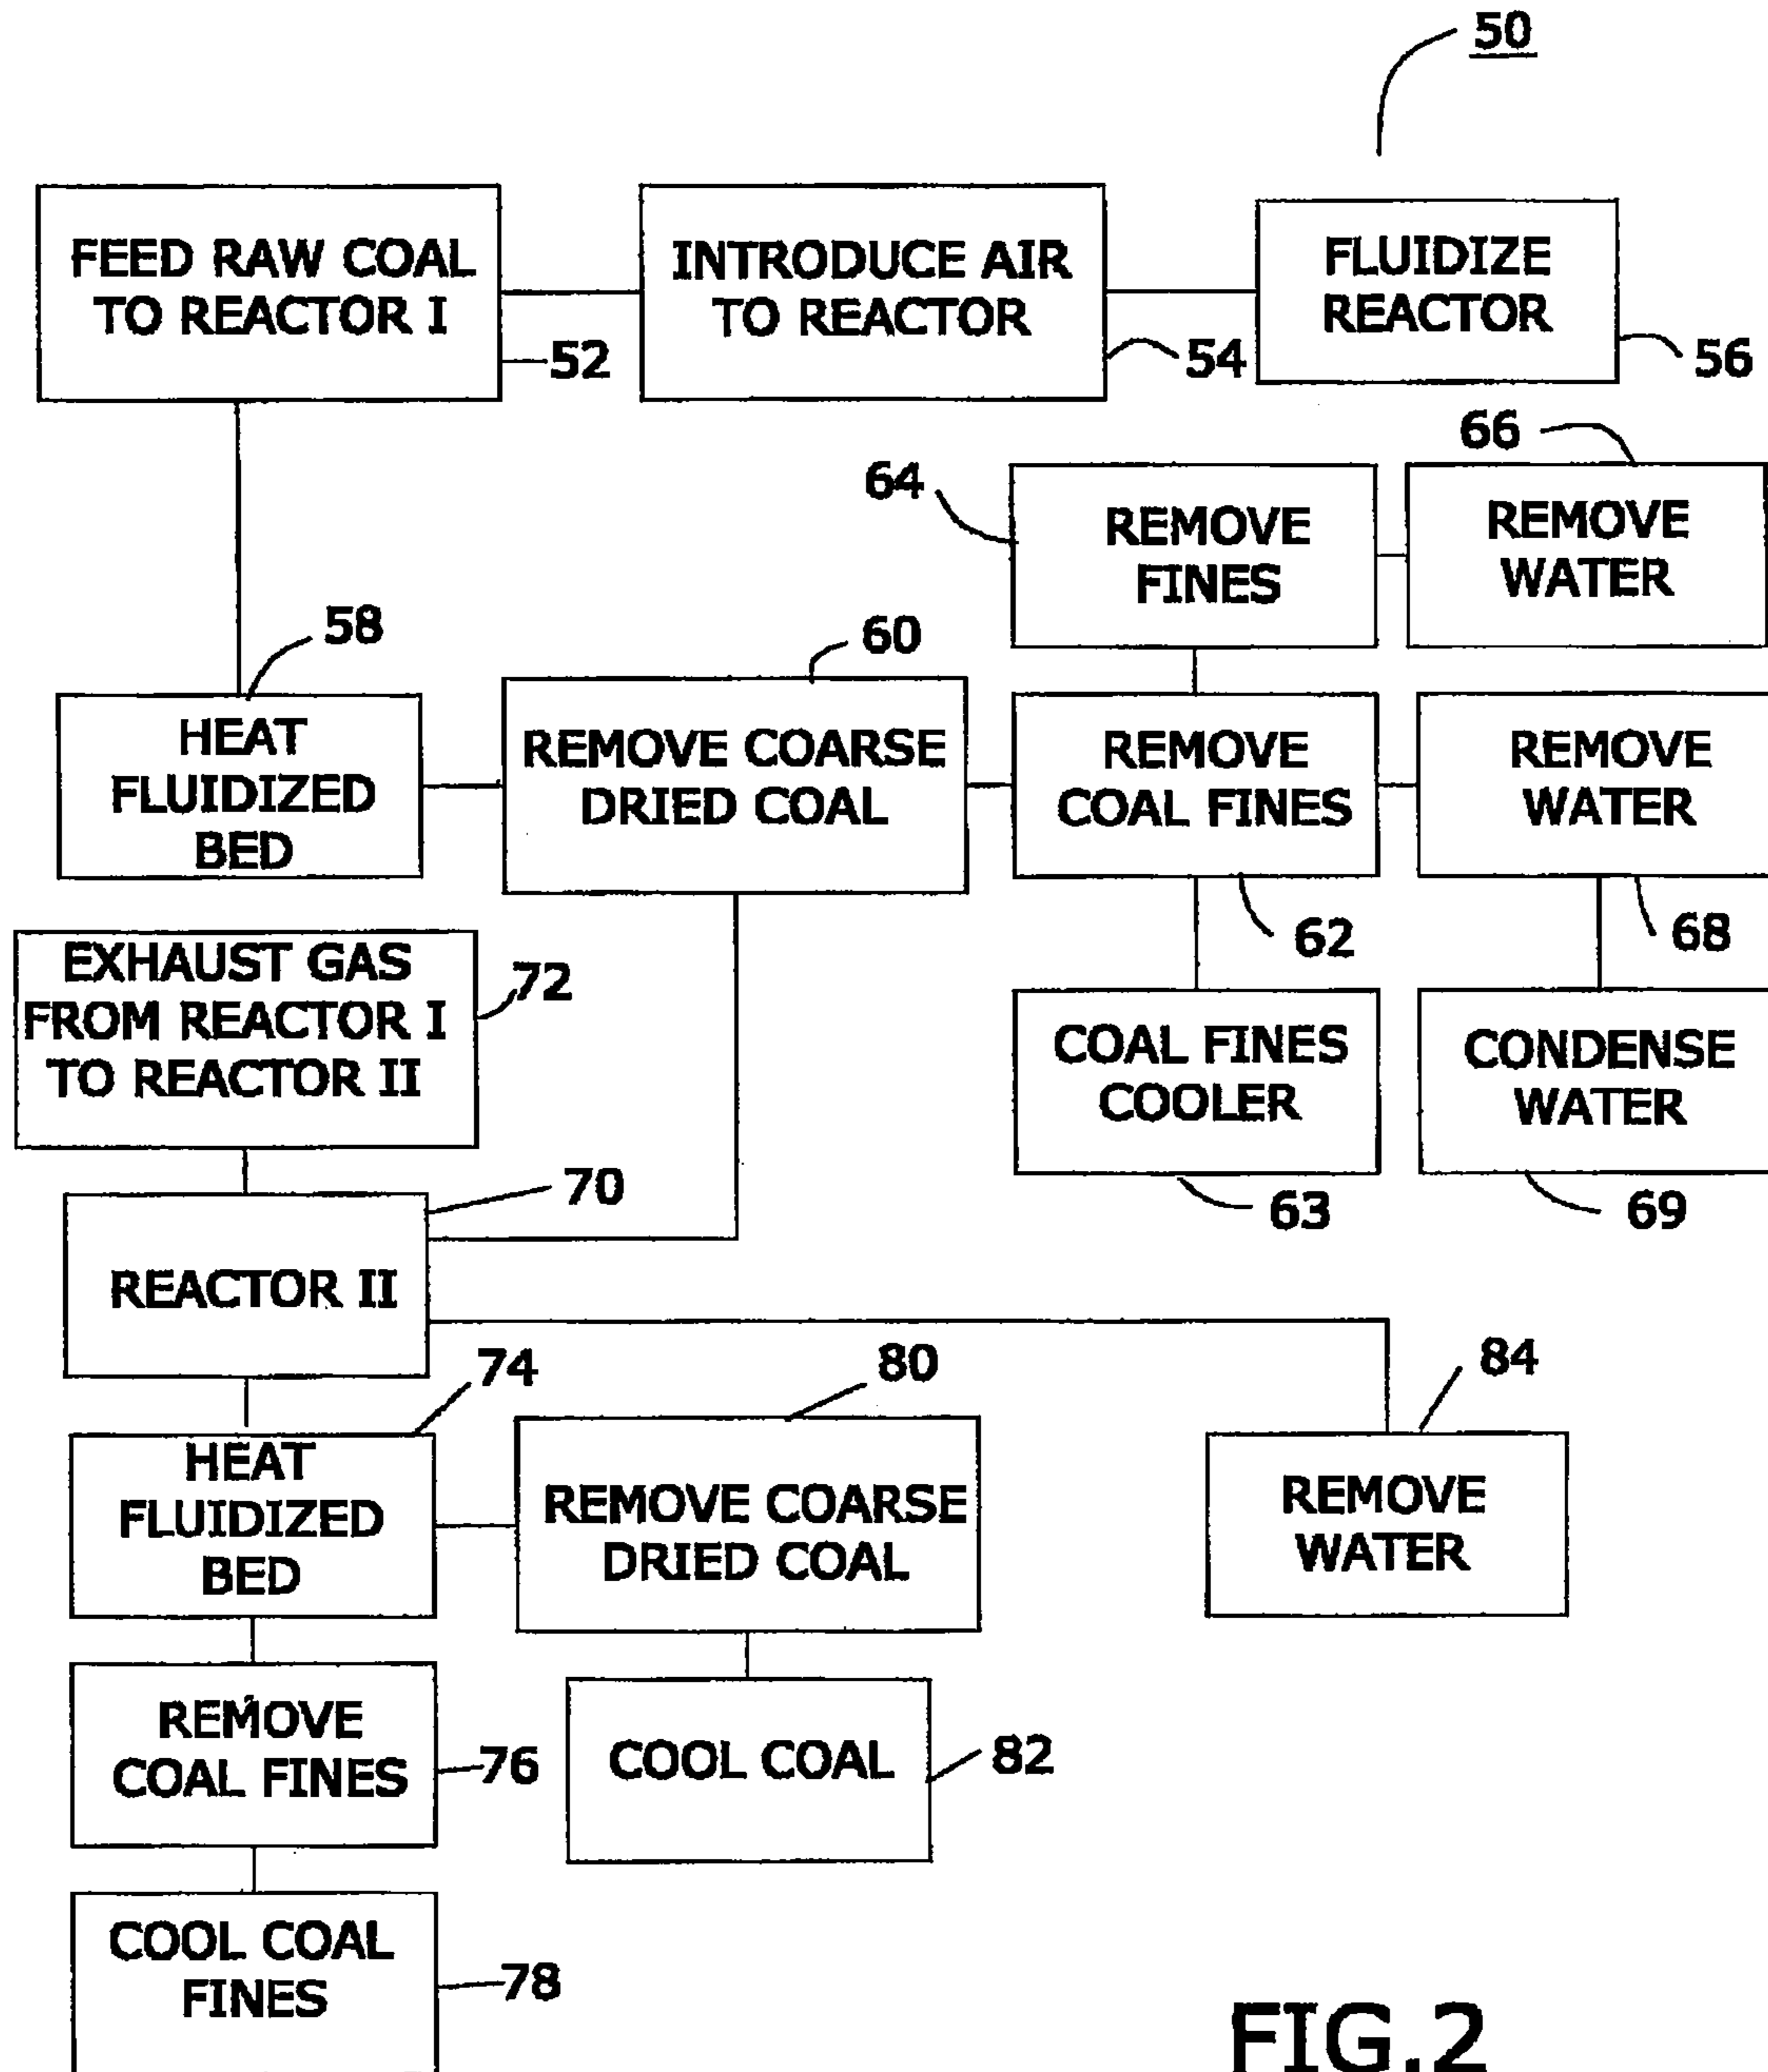 50
FEED RAW COAL
TO REACTOR I
52
INTRODUCE AIR
TO REACTOR
54
FLUIDIZE
REACTOR
56
64
REMOVE
FINES
66
REMOVE
WATER
58
HEAT
FLUIDIZED
BED
60
REMOVE COARSE
DRIED COAL
REMOVE
COAL FINES
62
REMOVE
WATER
68
EXHAUST GAS
FROM REACTOR I
TO REACTOR II
72
COAL FINES
COOLER
63
CONDENSE
WATER
69
70
REACTOR II
74
HEAT
FLUIDIZED
BED
80
REMOVE COARSE
DRIED COAL
84
REMOVE
WATER
REMOVE
COAL FINES
76
COOL COAL
82
COOL COAL
FINES
78
FIG.2